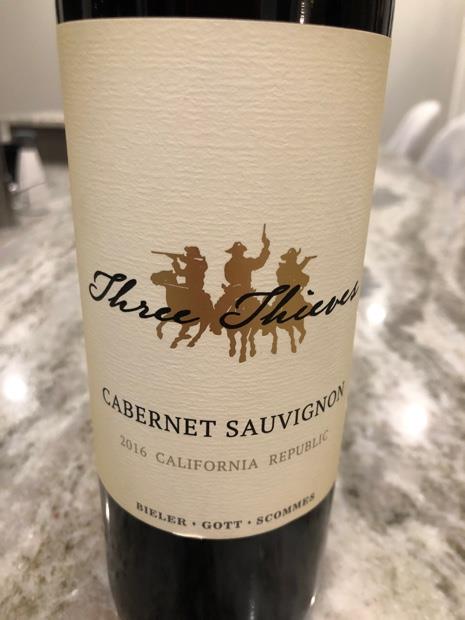 Three Thieves
CABERNET SAUVIGNON
2016 CALIFORNIA REPUBLIC
BIELER • GOTT • SCOMMES